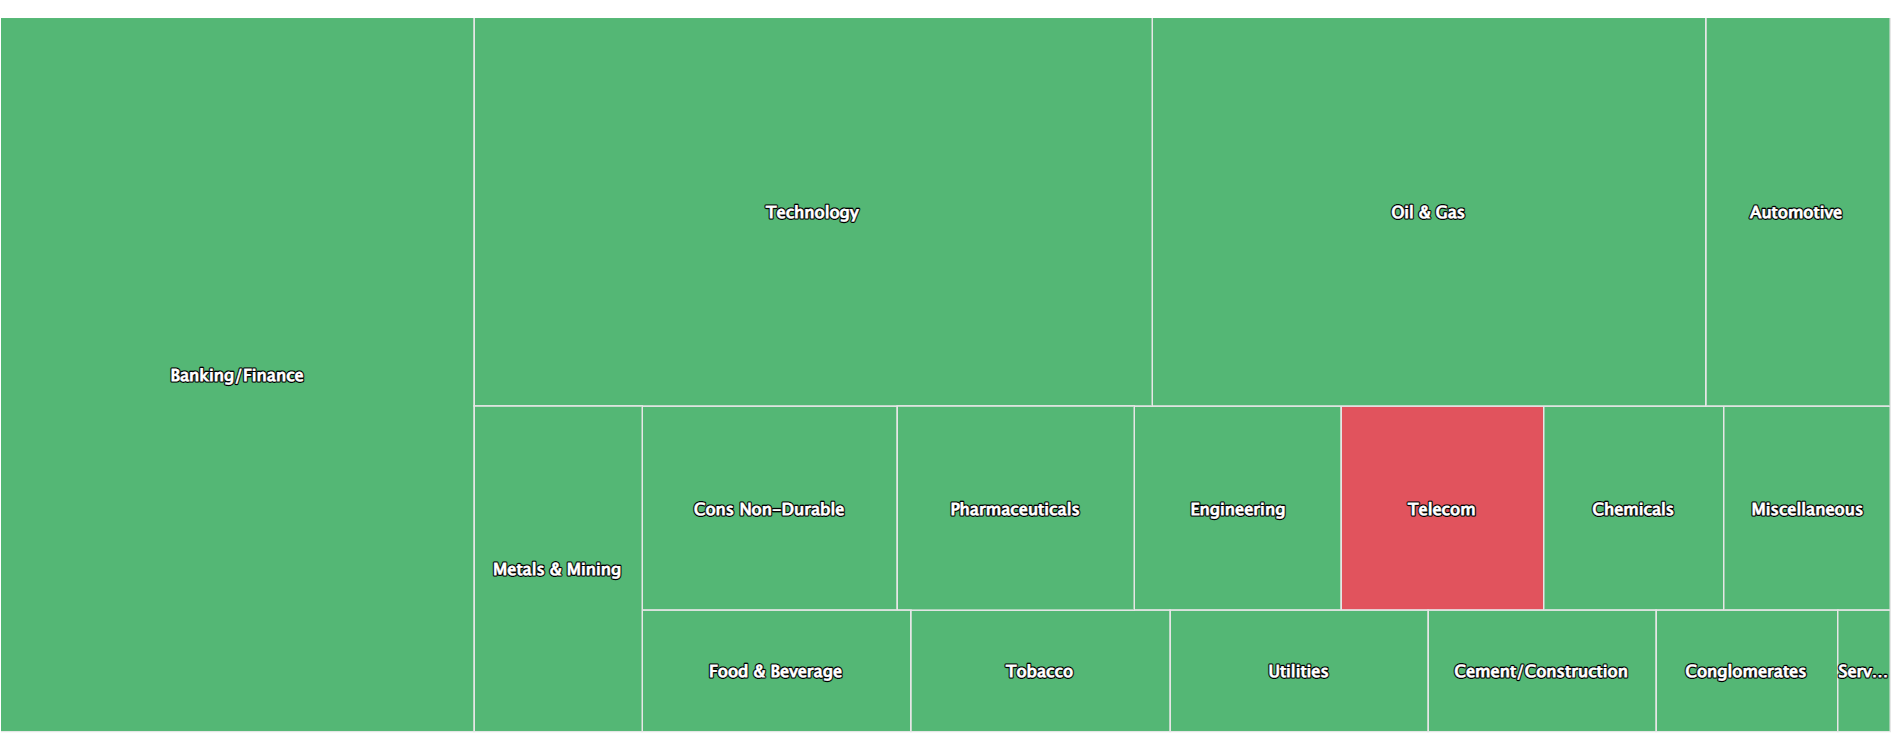 Technology
Oil & Gas
Automotive
Banking/Finance
Cons Non-Durable
Pharmaceuticals
Engineering
Telecom
Chemicals
Miscellaneous
Metals & Mining
Food & Beverage
Tobacco
Utilities
Cement/Construction
Conglomerates
Serv...